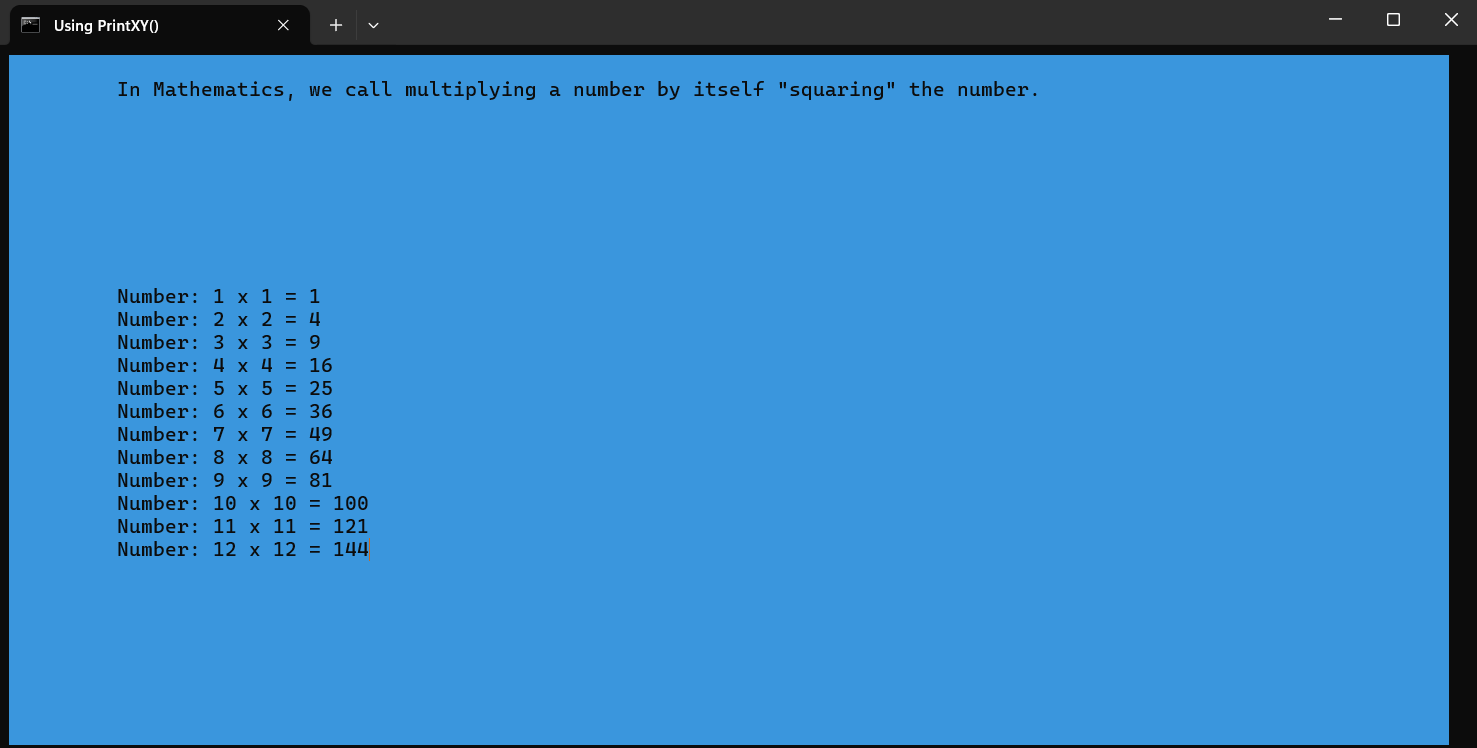 Using PrintXY()
In Mathematics, we call multiplying a number by itself "squaring" the number.
Number: 1 x 1 = 1
Number: 2 x 2 = 4
Number: 3 x 3 = 9
Number: 4 x 4 = 16
Number: 5 x 5 = 25
Number: 6 x 6 = 36
Number: 7 x 7 = 49
Number: 8 x 8 = 64
Number: 9 x 9 = 81
Number: 10 x 10 = 100
Number: 11 x 11 = 121
Number: 12 x 12 = 144